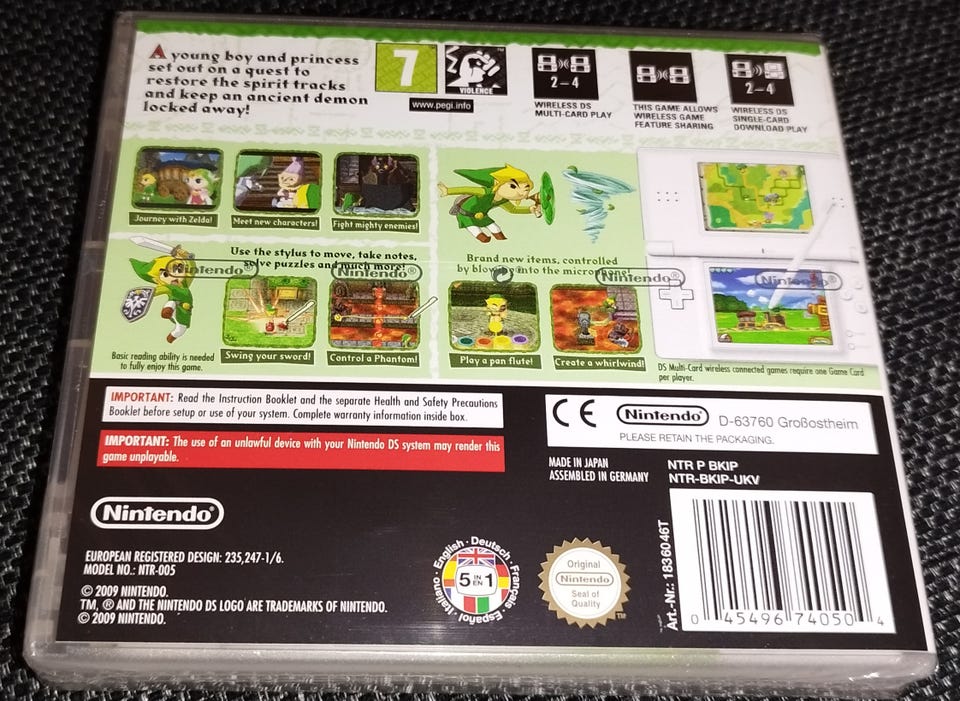 A young boy and princess
set out on a quest to
restore the spirit tracks
and keep an ancient demon
locked away!
7
VIOLENCE
www.pegi.info
2-4
WIRELESS DS
MULTI-CARD PLAY
THIS GAME ALLOWS
WIRELESS GAME
FEATURE SHARING
2-4
WIRELESS DS
SINGLE-CARD
DOWNLOAD PLAY
Journey with Zelda!
Meet new characters!
Fight mighty enemies!
Use the stylus to move, take notes,
solve puzzles and much more!
Nintendo®
Nintendo®
Swing your sword!
Control a Phantom!
Basic reading ability is needed
to fully enjoy this game.
Brand new items, controlled
by blowing into the microphone!
Nintendo®
Nintendo®
Play a pan flute!
Create a whirlwind!
DS Multi-Card wireless connected games require one Game Card
per player.
IMPORTANT: Read the Instruction Booklet and the separate Health and Safety Precautions
Booklet before setup or use of your system. Complete warranty information inside box.
IMPORTANT: The use of an unlawful device with your Nintendo DS system may render this
game unplayable.
CE Nintendo® D-63760 Großostheim
PLEASE RETAIN THE PACKAGING.
MADE IN JAPAN
ASSEMBLED IN GERMANY
NTR P BKIP
NTR-BKIP-UKV
Nintendo®
EUROPEAN REGISTERED DESIGN: 235,247-1/6.
MODEL NO.: NTR-005
© 2009 NINTENDO.
TM, ® AND THE NINTENDO DS LOGO ARE TRADEMARKS OF NINTENDO.
© 2009 NINTENDO.
English · Deutsch · Français · Español · Italiano ·
5 IN EN 1
Original
Nintendo
Seal of
Quality
TM
Art.-Nr.: 1836046T
0 45496 74050 4